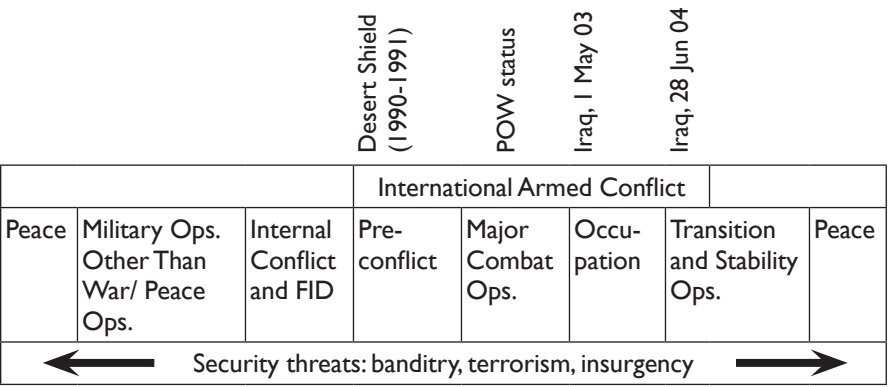 Desert Shield
(1990-1991)
POW status
Iraq, 1 May 03
Iraq, 28 Jun 04
International Armed Conflict
Peace
Military Ops.
Other Than
War/ Peace
Ops.
Internal
Conflict
and FID
Pre-
conflict
Major
Combat
Ops.
Occu-
pation
Transition
and Stability
Ops.
Peace
Security threats: banditry, terrorism, insurgency